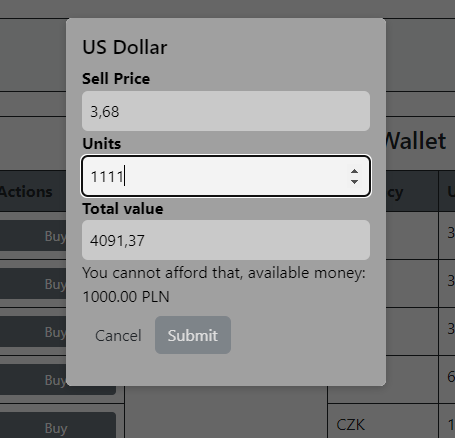 US Dollar
Sell Price
3,68
Units
1111
Total value
4091,37
You cannot afford that, available money:
1000.00 PLN
Cancel
Submit
Actions
Buy
Buy
Buy
Buy
Buy
Wallet
cy
U
3
3
3
6
CZK
1